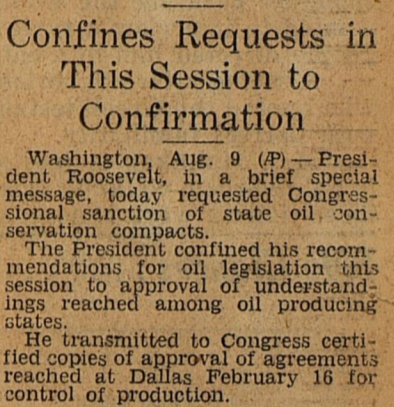 Confines Requests in
This Session to
Confirmation
Washington, Aug. 9 (AP) — Presi-
dent Roosevelt, in a brief special
message, today requested Congres-
sional sanction of state oil con-
servation compacts.
The President confined his recom-
mendations for oil legislation this
session to approval of understand-
ings reached among oil producing
states.
He transmitted to Congress certi-
fied copies of approval of agreements
reached at Dallas February 16 for
control of production.